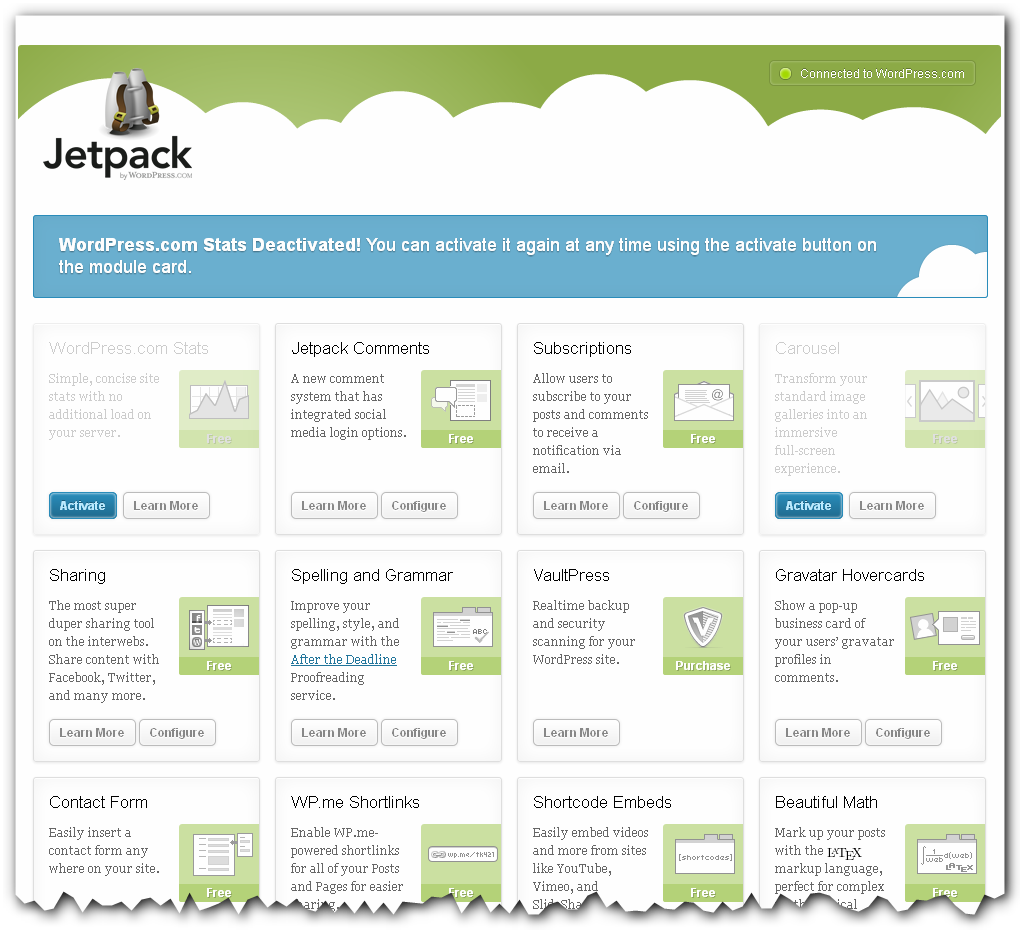 Connected to WordPress.com
Jetpack
by WORDPRESS.COM
WordPress.com Stats Deactivated! You can activate it again at any time using the activate button on
the module card.
WordPress.com Stats
Simple, concise site
stats with no
additional load on
your server.
Free
Activate
Learn More
Jetpack Comments
A new comment
system that has
integrated social
media login options.
Free
Learn More
Configure
Subscriptions
Allow users to
subscribe to your
posts and comments
to receive a
notification via
email.
@
Free
Learn More
Configure
Carousel
Transform your
standard image
galleries into an
immersive
full-screen
experience.
Free
Activate
Learn More
Sharing
The most super
duper sharing tool
on the interwebs.
Share content with
Facebook, Twitter,
and many more.
Free
Learn More
Configure
Spelling and Grammar
Improve your
spelling, style, and
grammar with the
After the Deadline
Proofreading
service.
ABC
Free
Learn More
Configure
VaultPress
Realtime backup
and security
scanning for your
WordPress site.
Purchase
Learn More
Gravatar Hovercards
Show a pop-up
business card of
your users’ gravatar
profiles in
comments.
Free
Learn More
Configure
Contact Form
Easily insert a
contact form any
where on your site.
Free
WP.me Shortlinks
Enable WP.me-
powered shortlinks
for all of your Posts
and Pages for easier
wp.me/tk421
Free
Shortcode Embeds
Easily embed videos
and more from sites
like YouTube,
Vimeo, and
[shortcodes]
Free
Beautiful Math
Mark up your posts
with the LATEX
markup language,
perfect for complex
∫web d(web)
LATEX
Free